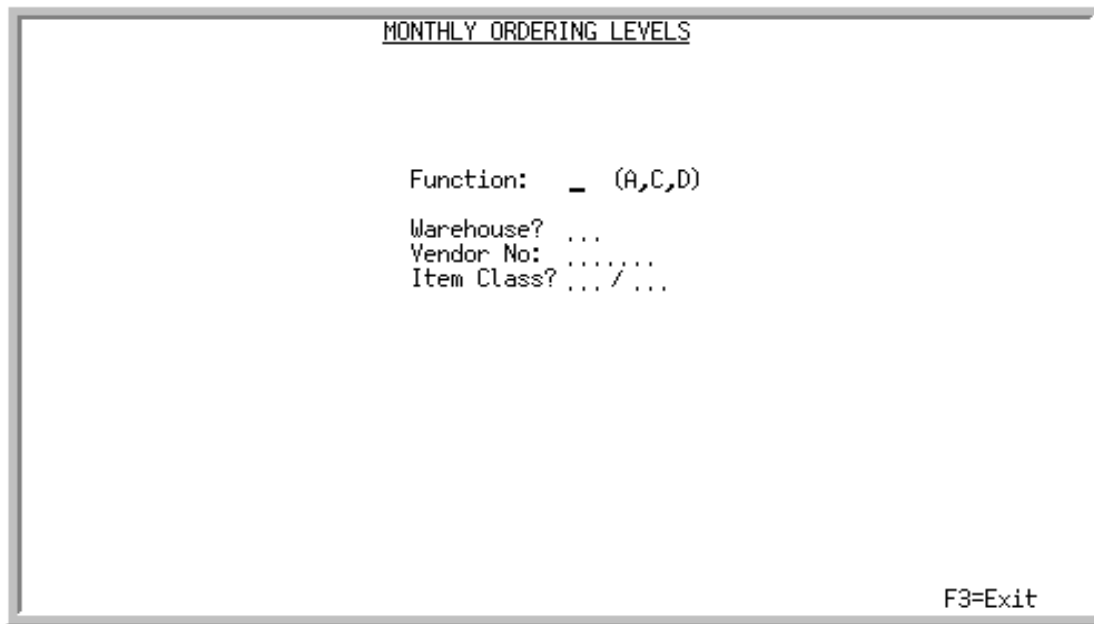 MONTHLY ORDERING LEVELS
Function: _ (A,C,D)
Warehouse? ...
Vendor No: .......
Item Class? ... / ...
F3=Exit